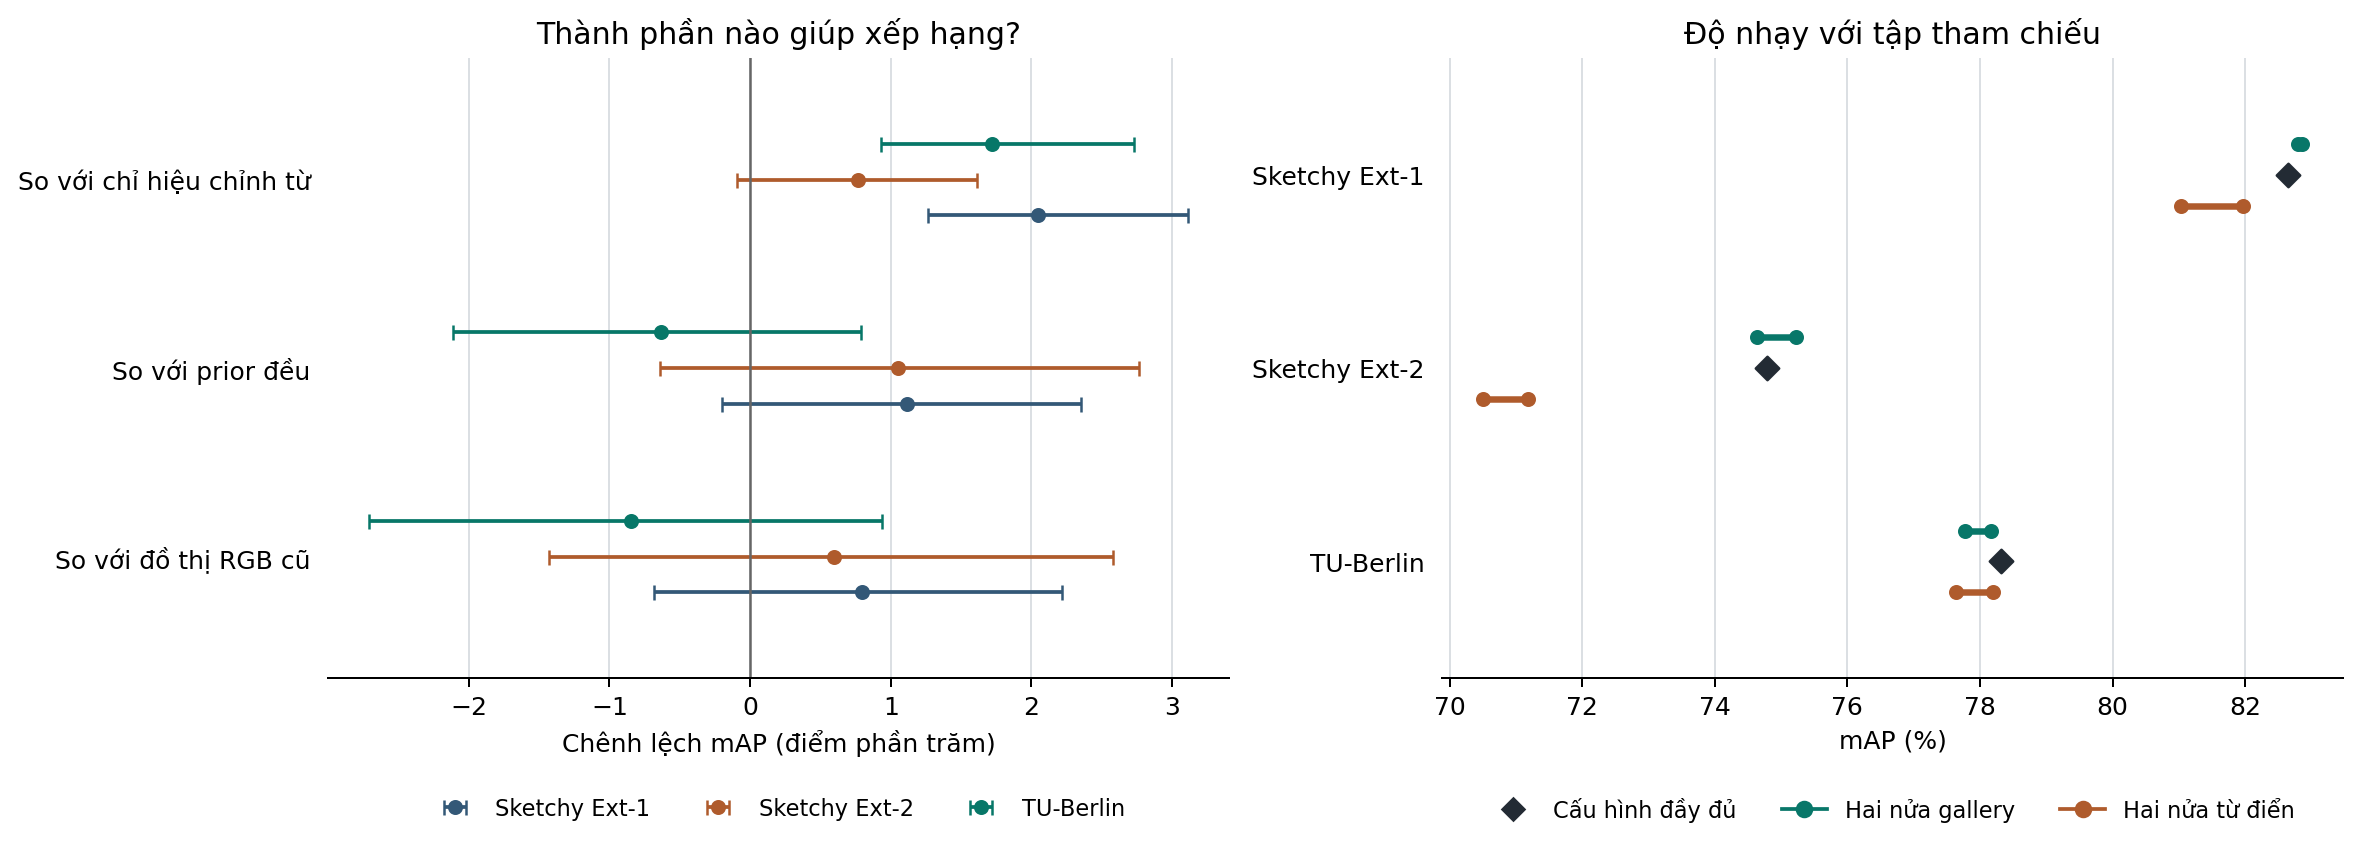 Thành phần nào giúp xếp hạng?
So với chỉ hiệu chỉnh từ
So với prior đều
So với đồ thị RGB cũ
−2 −1 0 1 2 3
Chênh lệch mAP (điểm phần trăm)
Sketchy Ext-1 Sketchy Ext-2 TU-Berlin
Độ nhạy với tập tham chiếu
Sketchy Ext-1
Sketchy Ext-2
TU-Berlin
70 72 74 76 78 80 82
mAP (%)
Cấu hình đầy đủ Hai nửa gallery Hai nửa từ điển